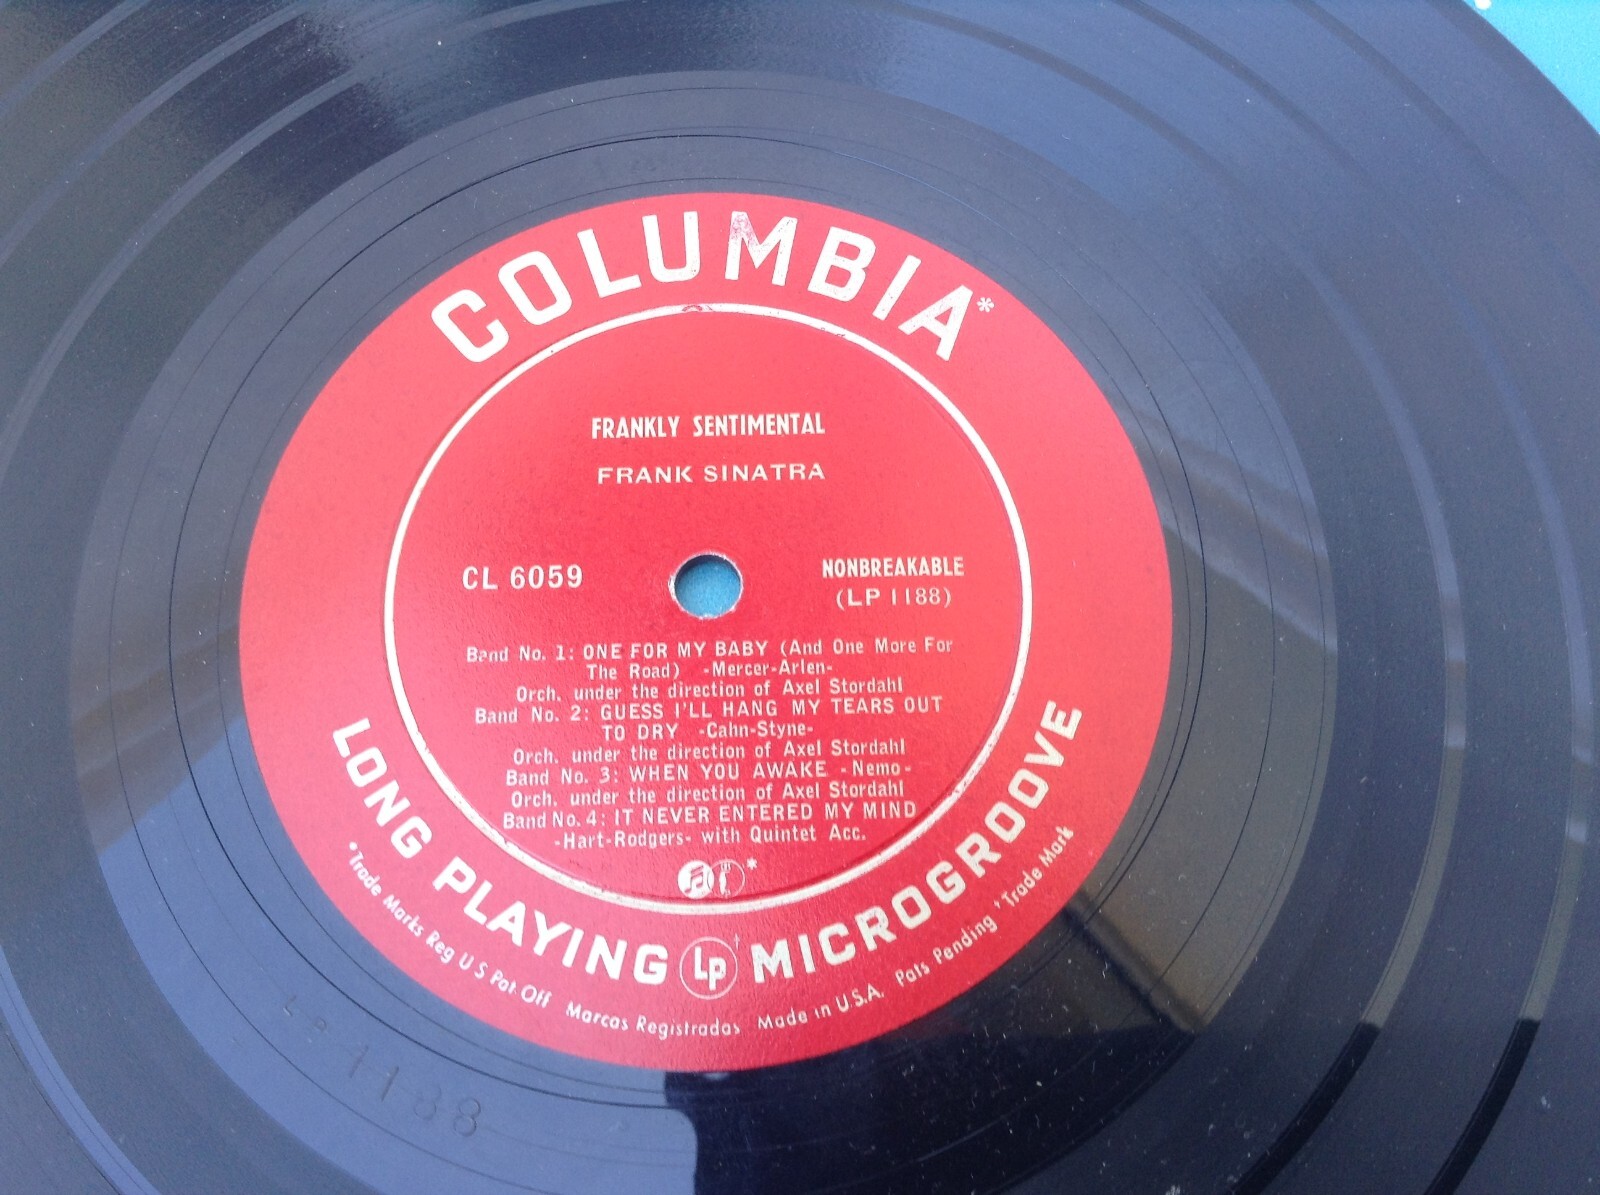 COLUMBIA*
FRANKLY SENTIMENTAL
FRANK SINATRA
CL 6059
NONBREAKABLE
(LP 1188)
Band No. 1: ONE FOR MY BABY (And One More For
The Road) -Mercer-Arlen-
Orch. under the direction of Axel Stordahl
Band No. 2: GUESS I'LL HANG MY TEARS OUT
TO DRY -Cahn-Styne-
Orch. under the direction of Axel Stordahl
Band No. 3: WHEN YOU AWAKE -Nemo-
Orch. under the direction of Axel Stordahl
Band No. 4: IT NEVER ENTERED MY MIND
-Hart-Rodgers- with Quintet Acc.
*
LONG PLAYING Lp† MICROGROOVE
*Trade Marks Reg U S Pat. Off Marcas Registradas Made in U.S.A. Pats Pending †Trade Mark
LP 1188